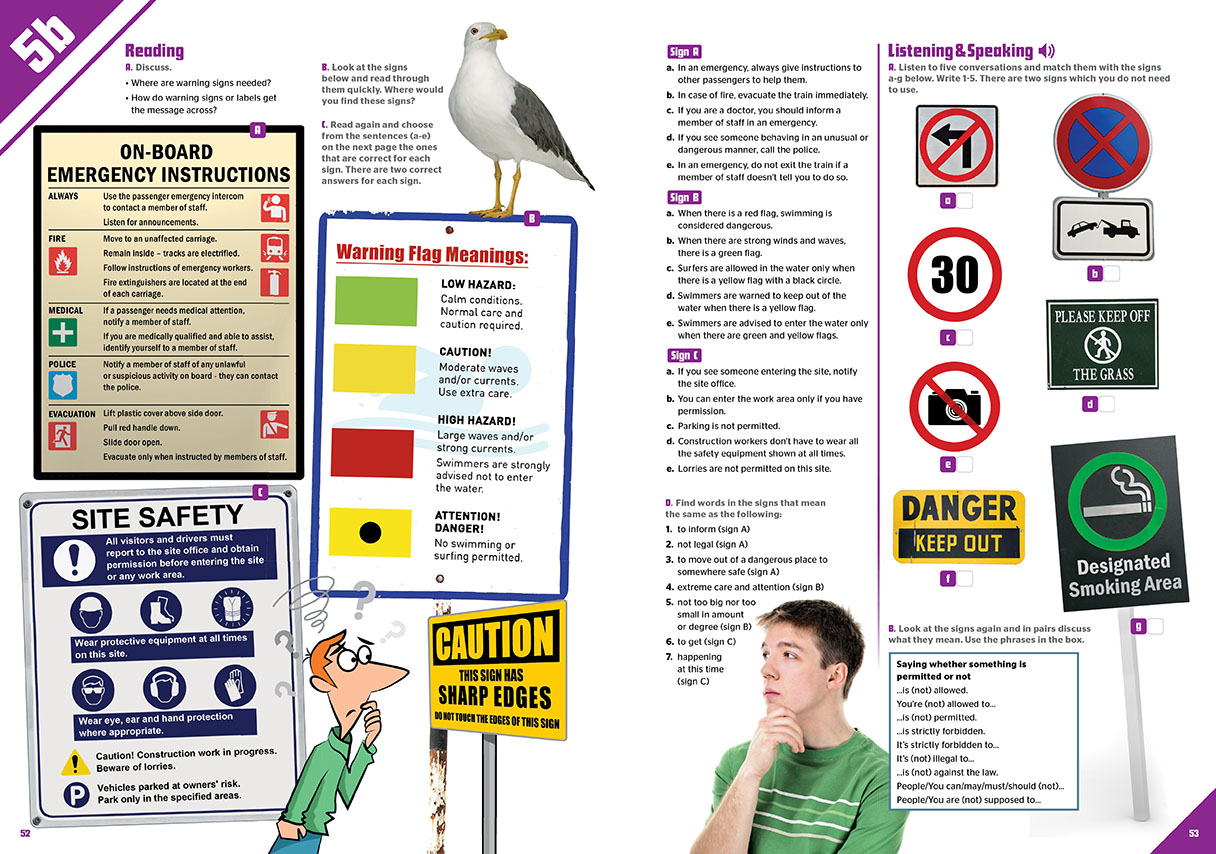 5b
Reading
A. Discuss.
• Where are warning signs needed?
• How do warning signs or labels get
the message across?
B. Look at the signs
below and read through
them quickly. Where would
you find these signs?
C. Read again and choose
from the sentences (a-e)
on the next page the ones
that are correct for each
sign. There are two correct
answers for each sign.
A
ON-BOARD
EMERGENCY INSTRUCTIONS
ALWAYS
Use the passenger emergency intercom
to contact a member of staff.
Listen for announcements.
FIRE
Move to an unaffected carriage.
Remain inside – tracks are electrified.
Follow instructions of emergency workers.
Fire extinguishers are located at the end
of each carriage.
MEDICAL
If a passenger needs medical attention,
notify a member of staff.
If you are medically qualified and able to assist,
identify yourself to a member of staff.
POLICE
Notify a member of staff of any unlawful
or suspicious activity on board - they can contact
the police.
EVACUATION
Lift plastic cover above side door.
Pull red handle down.
Slide door open.
Evacuate only when instructed by members of staff.
B
Warning Flag Meanings:
LOW HAZARD:
Calm conditions.
Normal care and
caution required.
CAUTION!
Moderate waves
and/or currents.
Use extra care.
HIGH HAZARD!
Large waves and/or
strong currents.
Swimmers are strongly
advised not to enter
the water.
ATTENTION!
DANGER!
No swimming or
surfing permitted.
C
SITE SAFETY
!
All visitors and drivers must
report to the site office and obtain
permission before entering the site
or any work area.
Wear protective equipment at all times
on this site.
Wear eye, ear and hand protection
where appropriate.
!
Caution! Construction work in progress.
Beware of lorries.
P
Vehicles parked at owners' risk.
Park only in the specified areas.
? ? ? ?
CAUTION
THIS SIGN HAS
SHARP EDGES
DO NOT TOUCH THE EDGES OF THIS SIGN
52
Sign A
a. In an emergency, always give instructions to
other passengers to help them.
b. In case of fire, evacuate the train immediately.
c. If you are a doctor, you should inform a
member of staff in an emergency.
d. If you see someone behaving in an unusual or
dangerous manner, call the police.
e. In an emergency, do not exit the train if a
member of staff doesn't tell you to do so.
Sign B
a. When there is a red flag, swimming is
considered dangerous.
b. When there are strong winds and waves,
there is a green flag.
c. Surfers are allowed in the water only when
there is a yellow flag with a black circle.
d. Swimmers are warned to keep out of the
water when there is a yellow flag.
e. Swimmers are advised to enter the water only
when there are green and yellow flags.
Sign C
a. If you see someone entering the site, notify
the site office.
b. You can enter the work area only if you have
permission.
c. Parking is not permitted.
d. Construction workers don't have to wear all
the safety equipment shown at all times.
e. Lorries are not permitted on this site.
D. Find words in the signs that mean
the same as the following:
1. to inform (sign A)
2. not legal (sign A)
3. to move out of a dangerous place to
somewhere safe (sign A)
4. extreme care and attention (sign B)
5. not too big nor too
small in amount
or degree (sign B)
6. to get (sign C)
7. happening
at this time
(sign C)
Listening&Speaking
A. Listen to five conversations and match them with the signs
a-g below. Write 1-5. There are two signs which you do not need
to use.
a
b
30
c
PLEASE KEEP OFF
THE GRASS
d
e
DANGER
KEEP OUT
f
Designated
Smoking Area
g
B. Look at the signs again and in pairs discuss
what they mean. Use the phrases in the box.
Saying whether something is
permitted or not
...is (not) allowed.
You're (not) allowed to...
...is (not) permitted.
...is strictly forbidden.
It's strictly forbidden to...
It's (not) illegal to...
...is (not) against the law.
People/You can/may/must/should (not)...
People/You are (not) supposed to...
53